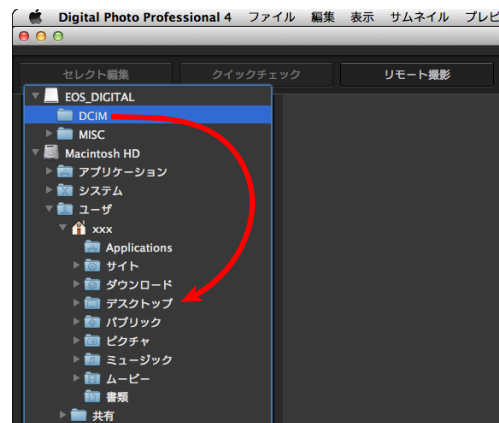 Digital Photo Professional 4 ファイル 編集 表示 サムネイル プレビ
セレクト編集 クイックチェック リモート撮影
EOS_DIGITAL
DCIM
MISC
Macintosh HD
アプリケーション
システム
ユーザ
xxx
Applications
サイト
ダウンロード
デスクトップ
パブリック
ピクチャ
ミュージック
ムービー
書類
共有